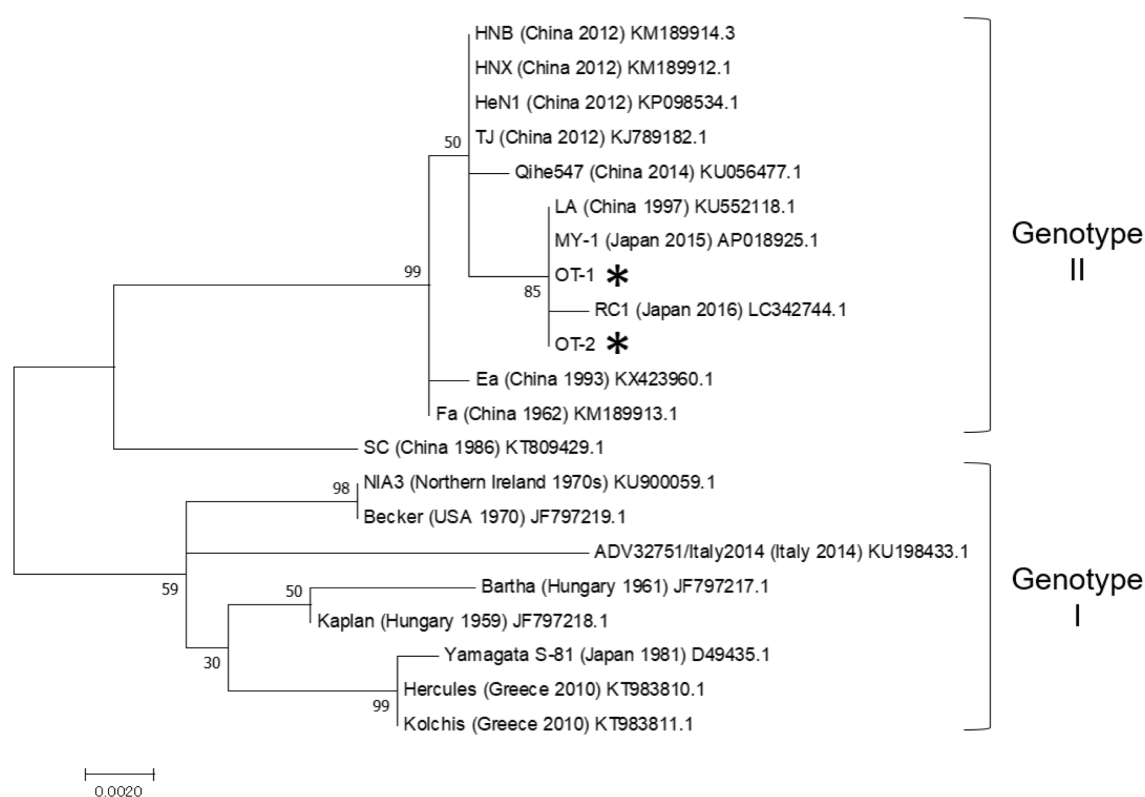 HNB (China 2012) KM189914.3
HNX (China 2012) KM189912.1
HeN1 (China 2012) KP098534.1
TJ (China 2012) KJ789182.1
50
Qihe547 (China 2014) KU056477.1
LA (China 1997) KU552118.1
MY-1 (Japan 2015) AP018925.1
99
OT-1 *
85
RC1 (Japan 2016) LC342744.1
OT-2 *
Ea (China 1993) KX423960.1
Fa (China 1962) KM189913.1
Genotype
II
SC (China 1986) KT809429.1
98
NIA3 (Northern Ireland 1970s) KU900059.1
Becker (USA 1970) JF797219.1
ADV32751/Italy2014 (Italy 2014) KU198433.1
59
50
Bartha (Hungary 1961) JF797217.1
Kaplan (Hungary 1959) JF797218.1
30
Yamagata S-81 (Japan 1981) D49435.1
Hercules (Greece 2010) KT983810.1
99
Kolchis (Greece 2010) KT983811.1
Genotype
I
0.0020